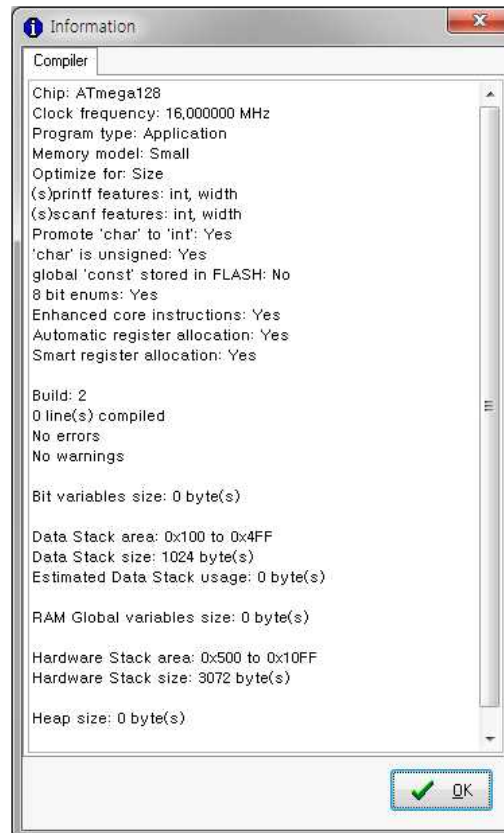 Information
Compiler
Chip: ATmega128
Clock frequency: 16,000000 MHz
Program type: Application
Memory model: Small
Optimize for: Size
(s)printf features: int, width
(s)scanf features: int, width
Promote 'char' to 'int': Yes
'char' is unsigned: Yes
global 'const' stored in FLASH: No
8 bit enums: Yes
Enhanced core instructions: Yes
Automatic register allocation: Yes
Smart register allocation: Yes
Build: 2
0 line(s) compiled
No errors
No warnings
Bit variables size: 0 byte(s)
Data Stack area: 0x100 to 0x4FF
Data Stack size: 1024 byte(s)
Estimated Data Stack usage: 0 byte(s)
RAM Global variables size: 0 byte(s)
Hardware Stack area: 0x500 to 0x10FF
Hardware Stack size: 3072 byte(s)
Heap size: 0 byte(s)
OK